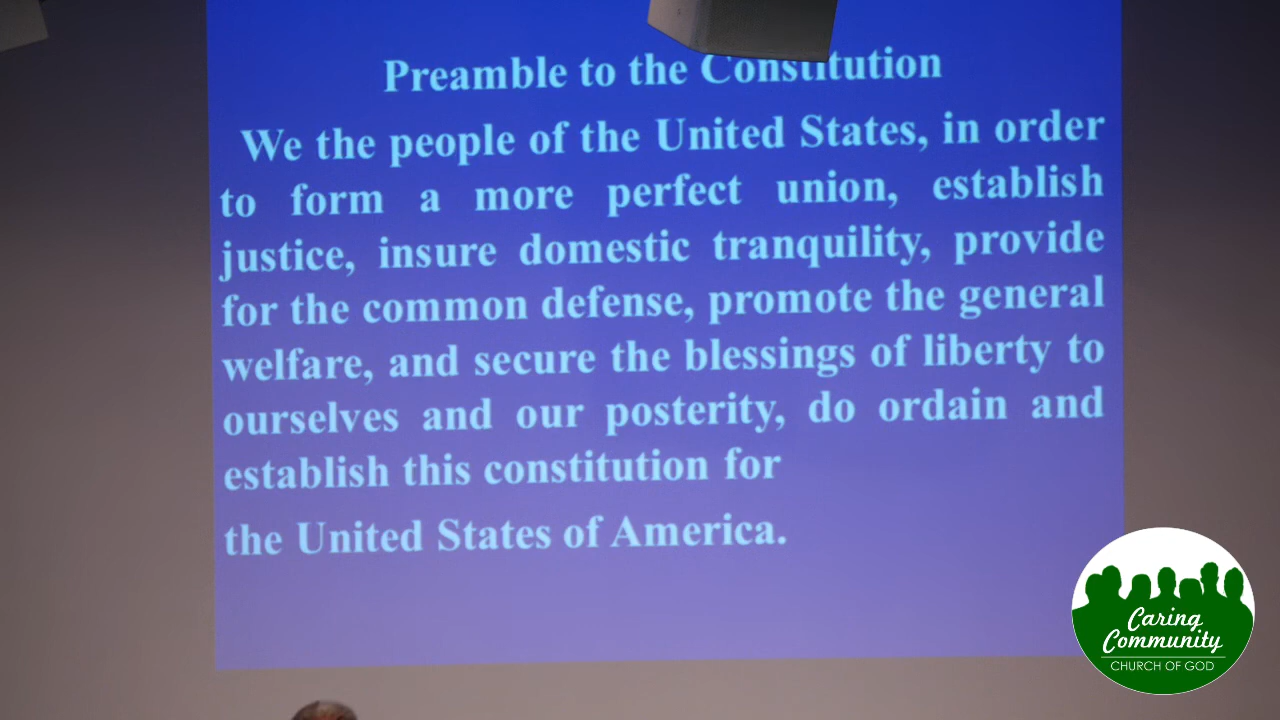 Preamble to the Constitution
We the people of the United States, in order
to form a more perfect union, establish
justice, insure domestic tranquility, provide
for the common defense, promote the general
welfare, and secure the blessings of liberty to
ourselves and our posterity, do ordain and
establish this constitution for
the United States of America.
Caring
Community
CHURCH OF GOD